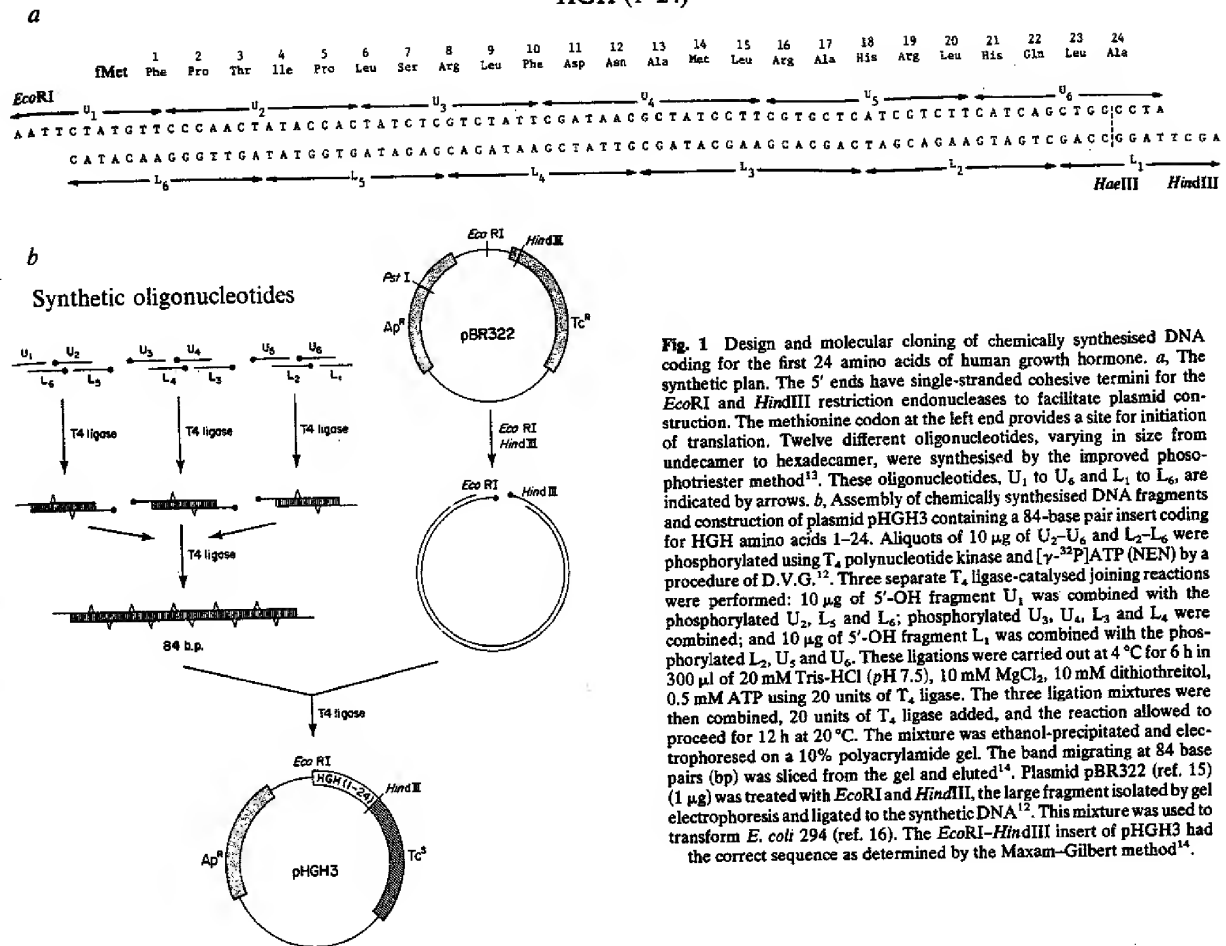 HGH (1-24)
a
1 2 3 4 5 6 7 8 9 10 11 12 13 14 15 16 17 18 19 20 21 22 23 24
fMet Phe Pro Thr Ile Pro Leu Ser Arg Leu Phe Asp Asn Ala Met Leu Arg Ala His Arg Leu His Gln Leu Ala
EcoRI
U1 U2 U3 U4 U5 U6
A A T T C T A T G T T C C C A A C T A T A C C A C T A T C T C G T C T A T T C G A T A A C G C T A T G C T T C G T G C T C A T C G T C T T C A T C A G C T G G C C T A
C A T A C A A G G G T T G A T A T G G T G A T A G A G C A G A T A A G C T A T T G C G A T A C G A A G C A C G A G T A G C A G A A G T A G T C G A C C G G A T T C G A
L6 L5 L4 L3 L2 L1
HaeIII HindIII
b
Synthetic oligonucleotides
U1 U2 U3 U4 U5 U6
L6 L5 L4 L3 L2 L1
T4 ligase T4 ligase T4 ligase
T4 ligase
84 b.p.
Eco RI
HindIII
Pst I
ApR
pBR322
TcR
Eco RI
HindIII
Eco RI
HindIII
T4 ligase
Eco RI
HGH (1-24)
HindIII
ApR
pHGH3
TcS
Fig. 1 Design and molecular cloning of chemically synthesised DNA
coding for the first 24 amino acids of human growth hormone. a, The
synthetic plan. The 5' ends have single-stranded cohesive termini for the
EcoRI and HindIII restriction endonucleases to facilitate plasmid con-
struction. The methionine codon at the left end provides a site for initiation
of translation. Twelve different oligonucleotides, varying in size from
undecamer to hexadecamer, were synthesised by the improved phoso-
photriester method13. These oligonucleotides, U1 to U6 and L1 to L6, are
indicated by arrows. b, Assembly of chemically synthesised DNA fragments
and construction of plasmid pHGH3 containing a 84-base pair insert coding
for HGH amino acids 1–24. Aliquots of 10 µg of U2–U6 and L2–L6 were
phosphorylated using T4 polynucleotide kinase and [γ-32P]ATP (NEN) by a
procedure of D.V.G.12. Three separate T4 ligase-catalysed joining reactions
were performed: 10 µg of 5'-OH fragment U1 was combined with the
phosphorylated U2, L5 and L6; phosphorylated U3, U4, L3 and L4 were
combined; and 10 µg of 5'-OH fragment L1 was combined with the phos-
phorylated L2, U5 and U6. These ligations were carried out at 4 °C for 6 h in
300 µl of 20 mM Tris-HCl (pH 7.5), 10 mM MgCl2, 10 mM dithiothreitol,
0.5 mM ATP using 20 units of T4 ligase. The three ligation mixtures were
then combined, 20 units of T4 ligase added, and the reaction allowed to
proceed for 12 h at 20 °C. The mixture was ethanol-precipitated and elec-
trophoresed on a 10% polyacrylamide gel. The band migrating at 84 base
pairs (bp) was sliced from the gel and eluted14. Plasmid pBR322 (ref. 15)
(1 µg) was treated with EcoRI and HindIII, the large fragment isolated by gel
electrophoresis and ligated to the synthetic DNA12. This mixture was used to
transform E. coli 294 (ref. 16). The EcoRI–HindIII insert of pHGH3 had
the correct sequence as determined by the Maxam–Gilbert method14.